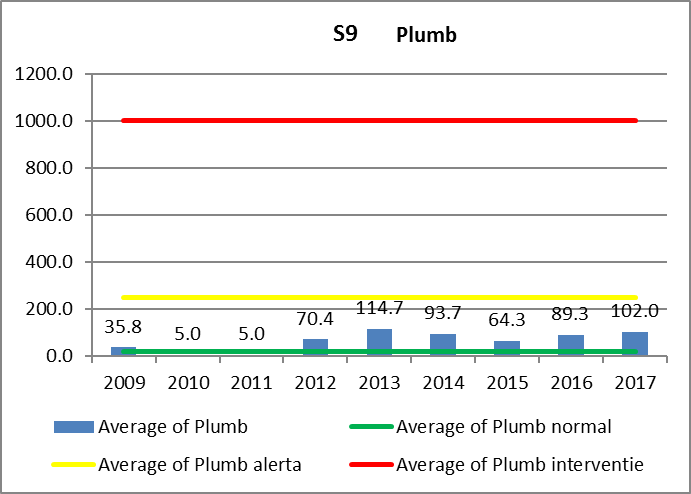 S9 Plumb
1200.0
1000.0
800.0
600.0
400.0
200.0
0.0
35.8 5.0 5.0 70.4 114.7 93.7 64.3 89.3 102.0
2009 2010 2011 2012 2013 2014 2015 2016 2017
Average of Plumb Average of Plumb normal
Average of Plumb alerta Average of Plumb interventie